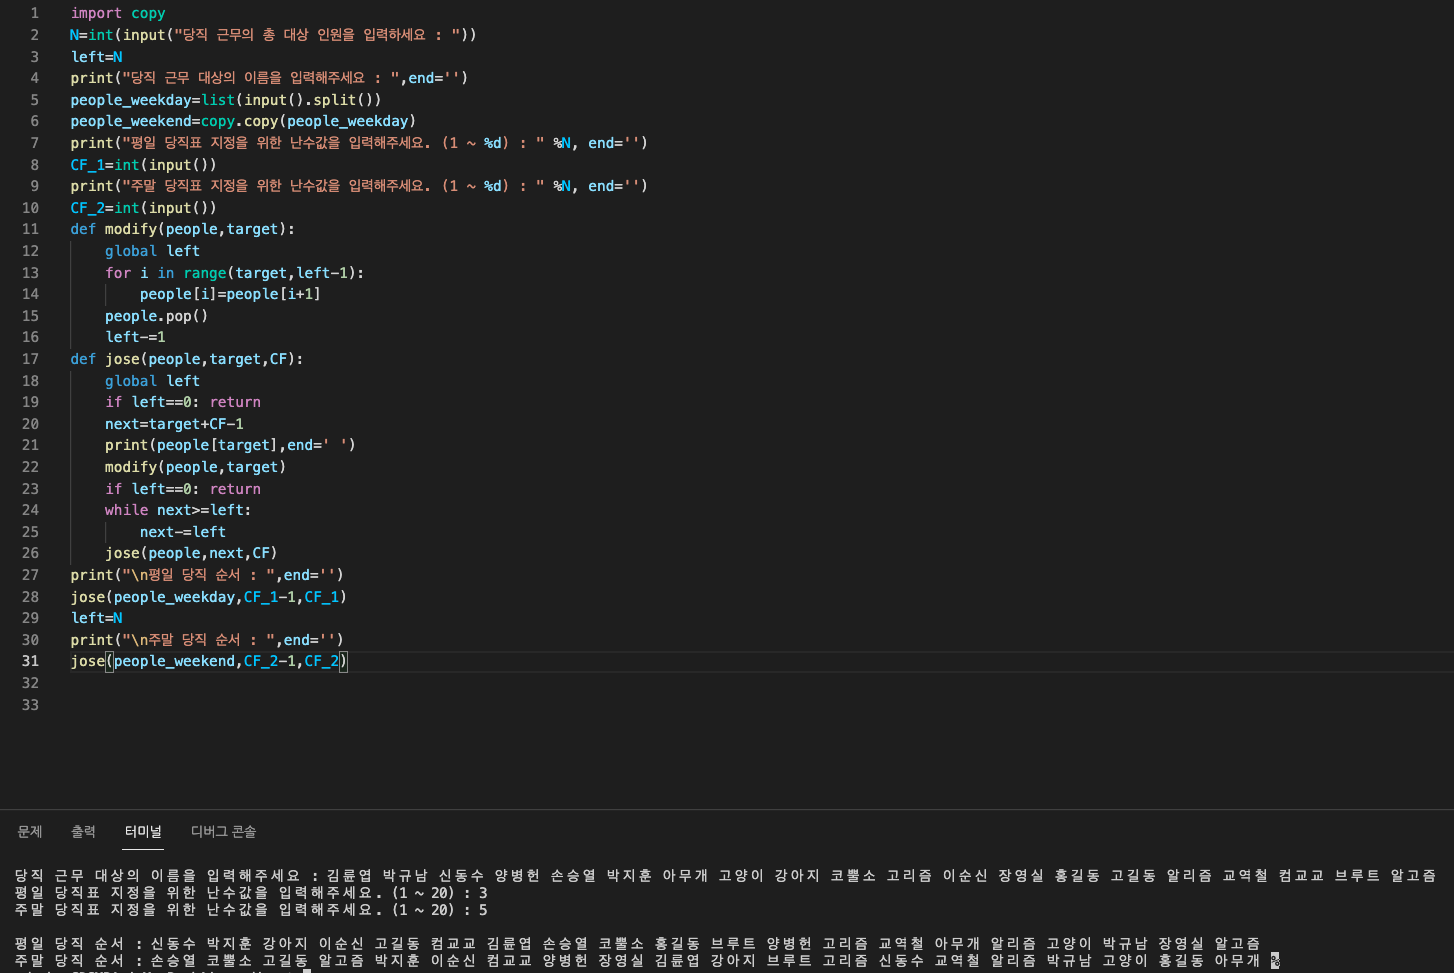 1 import copy
2 N=int(input("당직 근무의 총 대상 인원을 입력하세요 : "))
3 left=N
4 print("당직 근무 대상의 이름을 입력해주세요 : ",end='')
5 people_weekday=list(input().split())
6 people_weekend=copy.copy(people_weekday)
7 print("평일 당직표 지정을 위한 난수값을 입력해주세요. (1 ~ %d) : " %N, end='')
8 CF_1=int(input())
9 print("주말 당직표 지정을 위한 난수값을 입력해주세요. (1 ~ %d) : " %N, end='')
10 CF_2=int(input())
11 def modify(people,target):
12     global left
13     for i in range(target,left-1):
14         people[i]=people[i+1]
15     people.pop()
16     left-=1
17 def jose(people,target,CF):
18     global left
19     if left==0: return
20     next=target+CF-1
21     print(people[target],end=' ')
22     modify(people,target)
23     if left==0: return
24     while next>=left:
25         next-=left
26     jose(people,next,CF)
27 print("\n평일 당직 순서 : ",end='')
28 jose(people_weekday,CF_1-1,CF_1)
29 left=N
30 print("\n주말 당직 순서 : ",end='')
31 jose(people_weekend,CF_2-1,CF_2)
32
33
문제 출력 터미널 디버그 콘솔
당직 근무 대상의 이름을 입력해주세요 : 김륜엽 박규남 신동수 양병헌 손승열 박지훈 아무개 고양이 강아지 코뿔소 고리즘 이순신 장영실 홍길동 고길동 알리즘 교역철 컴교교 브루트 알고즘
평일 당직표 지정을 위한 난수값을 입력해주세요. (1 ~ 20) : 3
주말 당직표 지정을 위한 난수값을 입력해주세요. (1 ~ 20) : 5
평일 당직 순서 : 신동수 박지훈 강아지 이순신 고길동 컴교교 김륜엽 손승열 코뿔소 홍길동 브루트 양병헌 고리즘 교역철 아무개 알리즘 고양이 박규남 장영실 알고즘
주말 당직 순서 : 손승열 코뿔소 고길동 알고즘 박지훈 이순신 컴교교 양병헌 장영실 김륜엽 강아지 브루트 고리즘 신동수 교역철 알리즘 박규남 고양이 홍길동 아무개 %